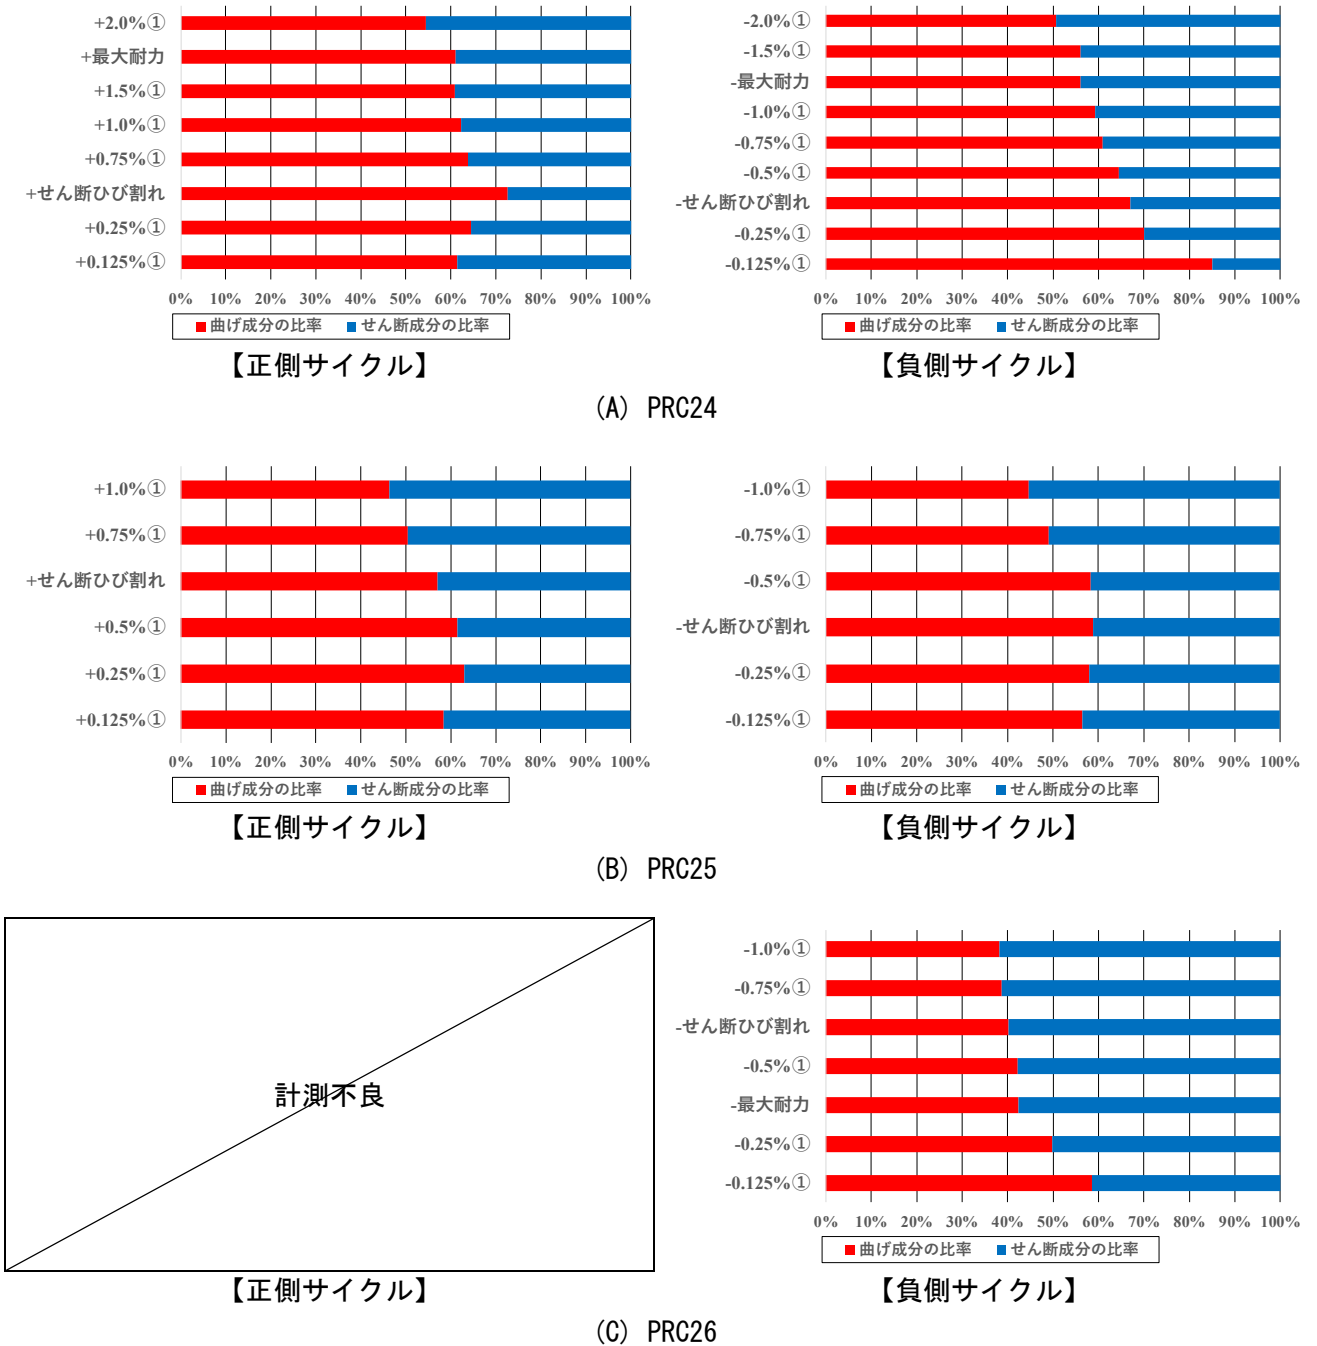 +2.0%①
+最大耐力
+1.5%①
+1.0%①
+0.75%①
+せん断ひび割れ
+0.25%①
+0.125%①
0% 10% 20% 30% 40% 50% 60% 70% 80% 90% 100%
曲げ成分の比率 せん断成分の比率
【正側サイクル】
-2.0%①
-1.5%①
-最大耐力
-1.0%①
-0.75%①
-0.5%①
-せん断ひび割れ
-0.25%①
-0.125%①
0% 10% 20% 30% 40% 50% 60% 70% 80% 90% 100%
曲げ成分の比率 せん断成分の比率
【負側サイクル】
(A) PRC24
+1.0%①
+0.75%①
+せん断ひび割れ
+0.5%①
+0.25%①
+0.125%①
0% 10% 20% 30% 40% 50% 60% 70% 80% 90% 100%
曲げ成分の比率 せん断成分の比率
【正側サイクル】
-1.0%①
-0.75%①
-0.5%①
-せん断ひび割れ
-0.25%①
-0.125%①
0% 10% 20% 30% 40% 50% 60% 70% 80% 90% 100%
曲げ成分の比率 せん断成分の比率
【負側サイクル】
(B) PRC25
計測不良
【正側サイクル】
-1.0%①
-0.75%①
-せん断ひび割れ
-0.5%①
-最大耐力
-0.25%①
-0.125%①
0% 10% 20% 30% 40% 50% 60% 70% 80% 90% 100%
曲げ成分の比率 せん断成分の比率
【負側サイクル】
(C) PRC26